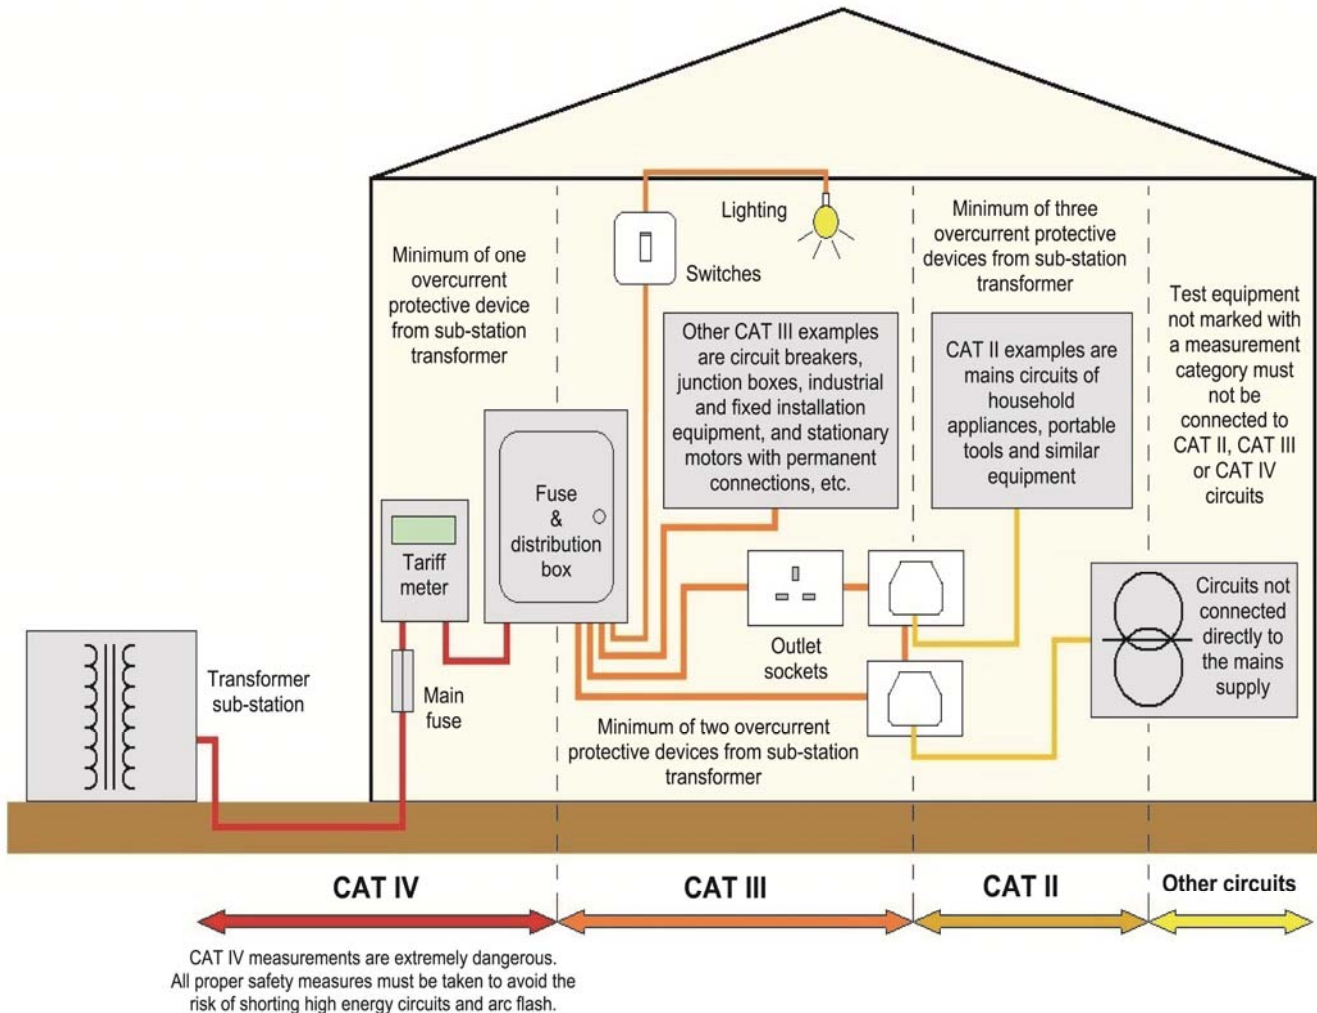 Minimum of one
overcurrent
protective device
from sub-station
transformer
Lighting
Switches
Minimum of three
overcurrent protective
devices from sub-station
transformer
Test equipment
not marked with
a measurement
category must
not be
connected to
CAT II, CAT III
or CAT IV
circuits
Other CAT III examples
are circuit breakers,
junction boxes, industrial
and fixed installation
equipment, and stationary
motors with permanent
connections, etc.
CAT II examples are
mains circuits of
household
appliances, portable
tools and similar
equipment
Fuse
&
distribution
box
Tariff
meter
Outlet
sockets
Circuits not
connected
directly to
the mains
supply
Transformer
sub-station
Main
fuse
Minimum of two overcurrent
protective devices from sub-station
transformer
CAT IV
CAT III
CAT II
Other circuits
CAT IV measurements are extremely dangerous.
All proper safety measures must be taken to avoid the
risk of shorting high energy circuits and arc flash.